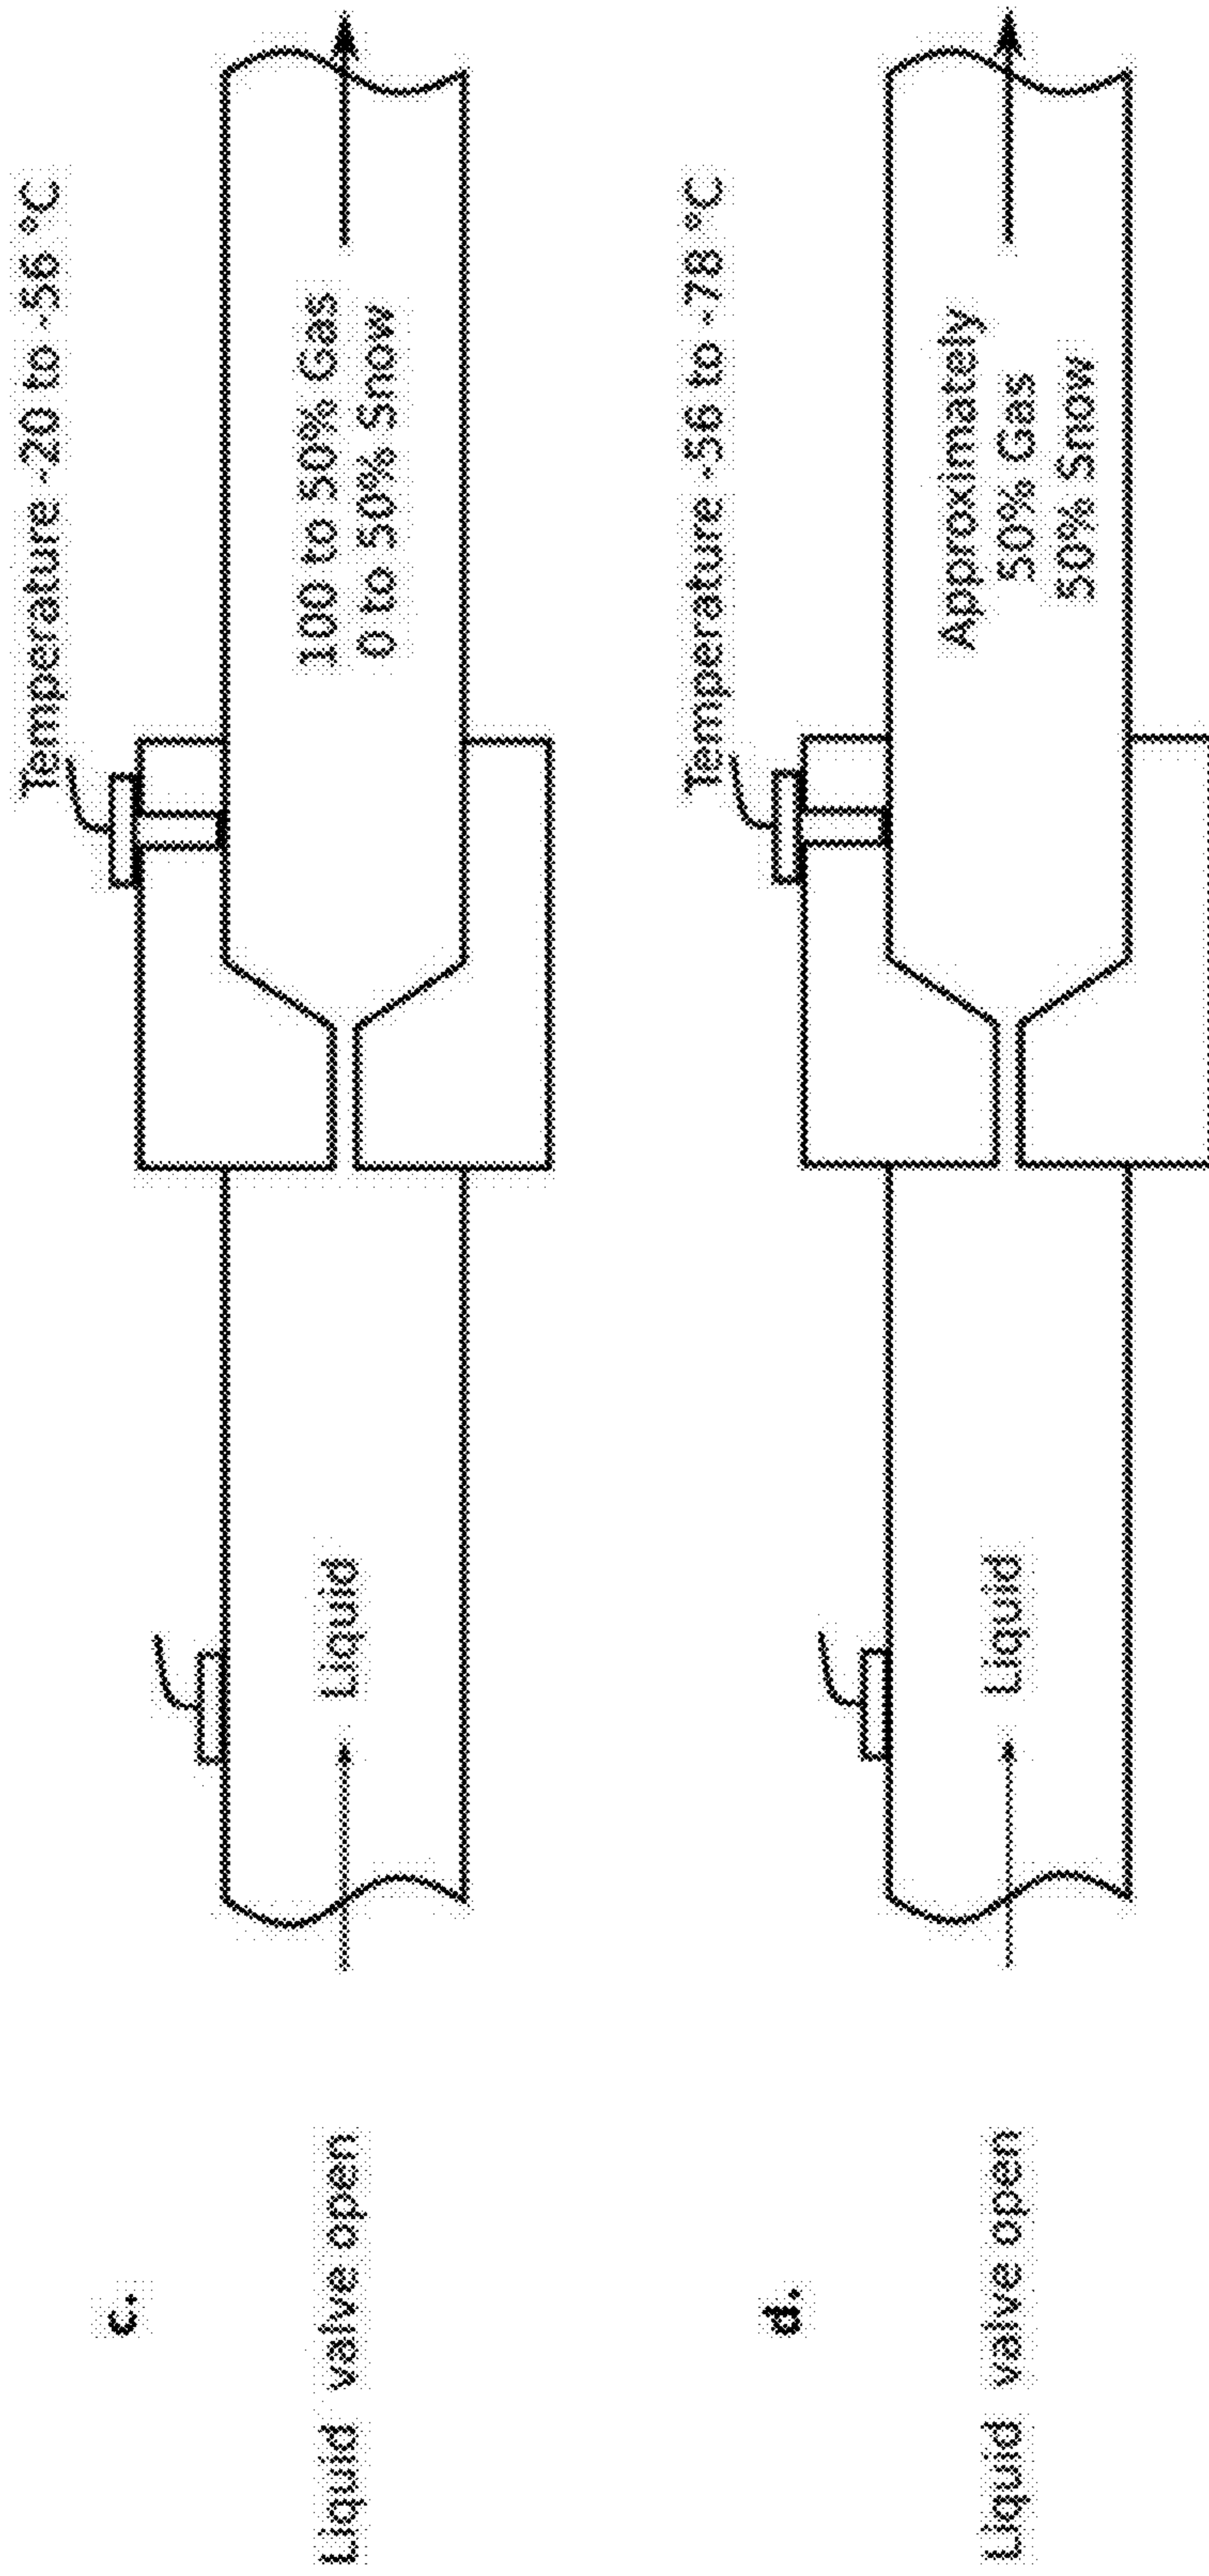 c.
Temperature -20 to -56 °C
Liquid valve open
Liquid
100 to 50% Gas
0 to 50% Snow
d.
Temperature -56 to -78 °C
Liquid valve open
Liquid
Approximately
50% Gas
50% Snow